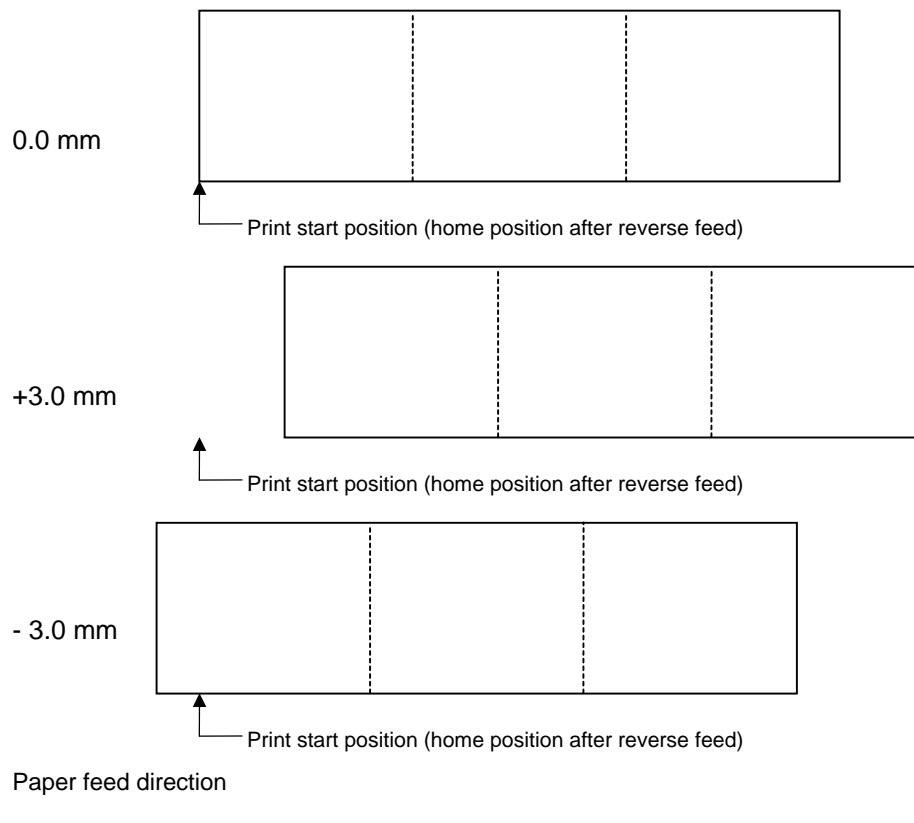 0.0 mm
Print start position (home position after reverse feed)
+3.0 mm
Print start position (home position after reverse feed)
- 3.0 mm
Print start position (home position after reverse feed)
Paper feed direction